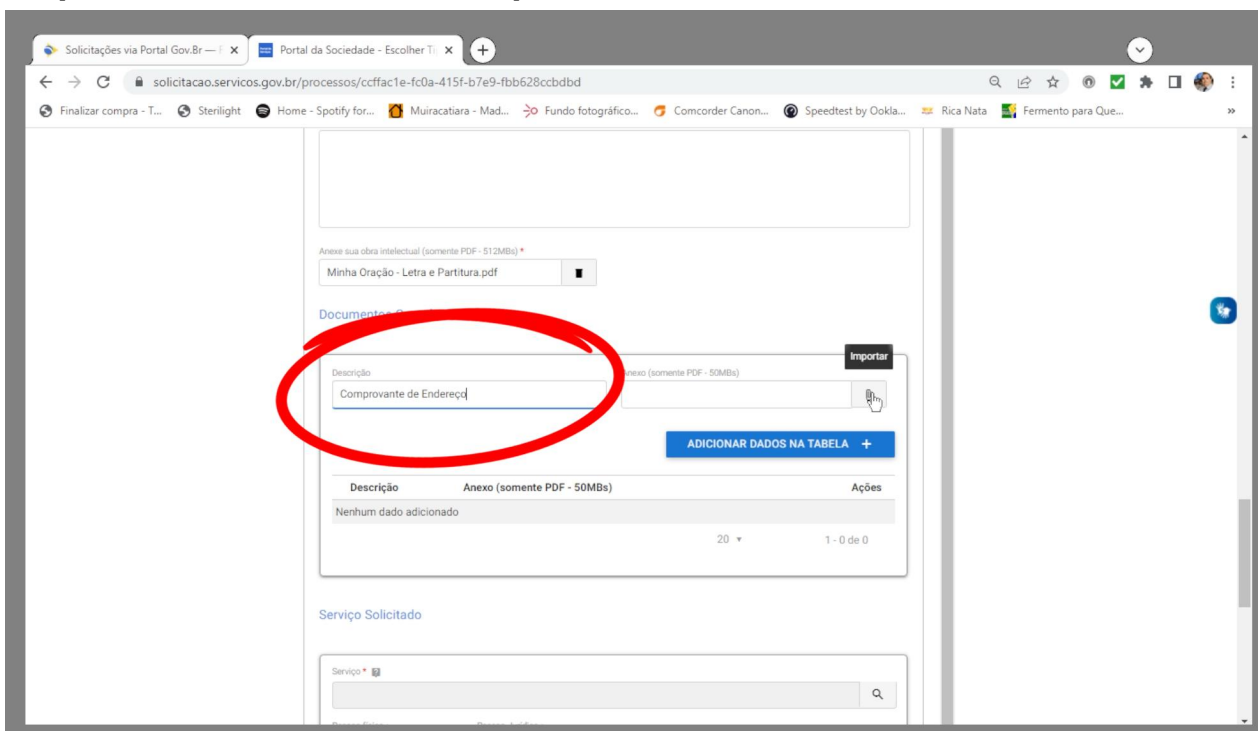 Solicitações via Portal Gov.Br —
Portal da Sociedade - Escolher
solicitacao.servicos.gov.br/processos/ccffac1e-fc0a-415f-b7e9-fbb628ccbdbd
Finalizar compra - T... Sterilight Home - Spotify for... Muiracatiara - Mad... Fundo fotográfico... Comcorder Canon... Speedtest by Ookla... Rica Nata Fermento para Que... »
Anexe sua obra intelectual (somente PDF - 512MBs) *
Minha Oração - Letra e Partitura.pdf
Importar
Descrição
Anexo (somente PDF - 50MBs)
Comprovante de Endereço
ADICIONAR DADOS NA TABELA +
Descrição Anexo (somente PDF - 50MBs) Ações
Nenhum dado adicionado
20 1 - 0 de 0
Serviço Solicitado
Serviço *